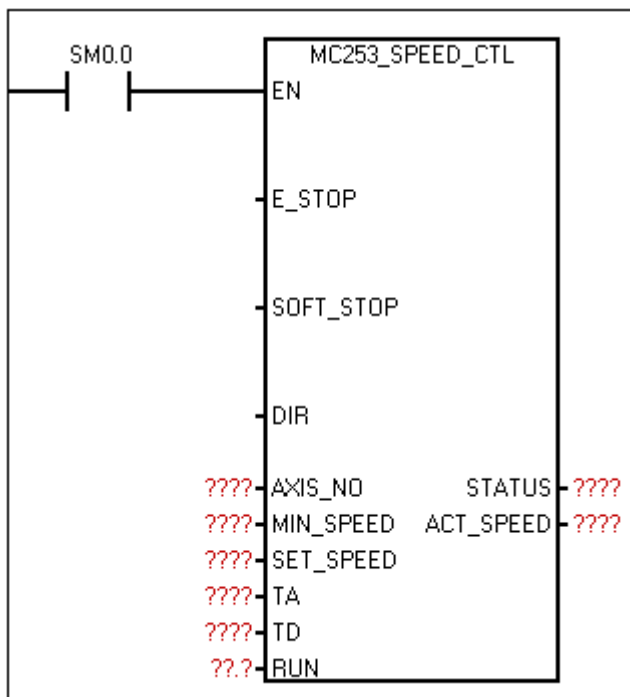 SM0.0
MC253_SPEED_CTL
EN
E_STOP
SOFT_STOP
DIR
???? AXIS_NO STATUS ????
???? MIN_SPEED ACT_SPEED ????
???? SET_SPEED
???? TA
???? TD
??.? RUN